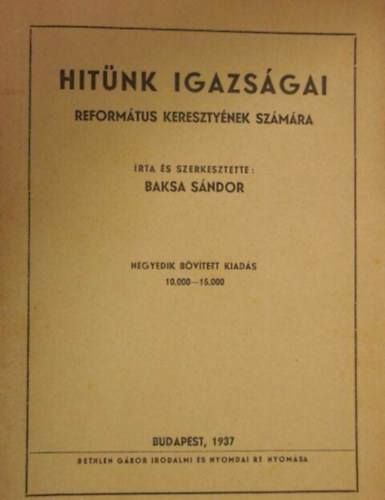 HITÜNK IGAZSÁGAI
REFORMÁTUS KERESZTYÉNEK SZÁMÁRA
ÍRTA ÉS SZERKESZTETTE:
BAKSA SÁNDOR
NEGYEDIK BŐVÍTETT KIADÁS
10.000—15.000
BUDAPEST, 1937
BETHLEN GÁBOR IRODALMI ÉS NYOMDAI RT NYOMÁSA